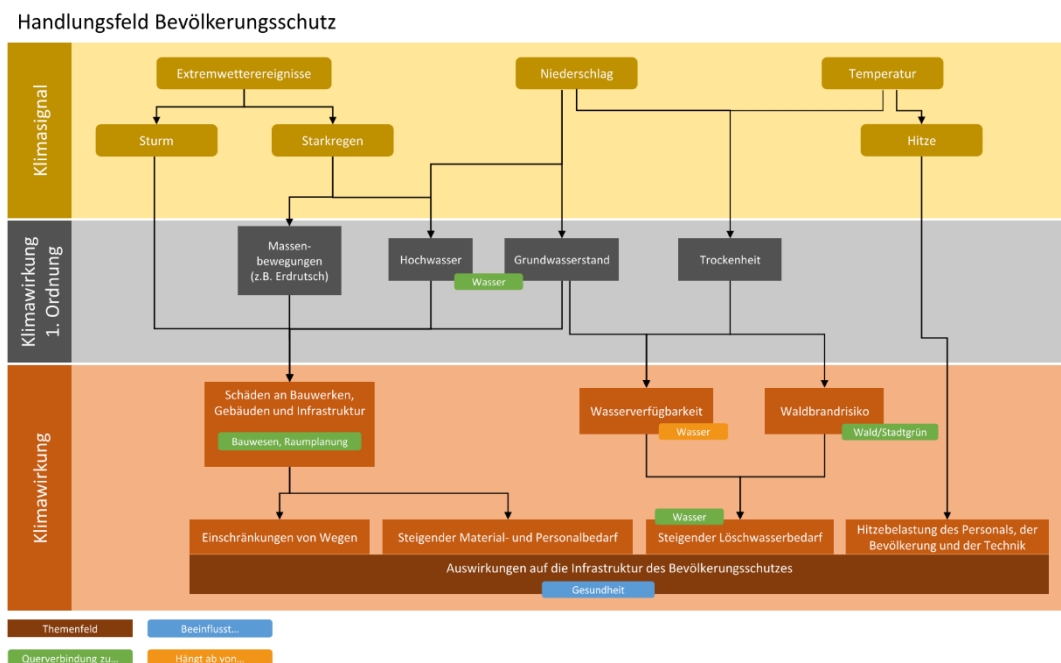 Handlungsfeld Bevölkerungsschutz
Klimasignal
Extremwetterereignisse
Niederschlag
Temperatur
Sturm
Starkregen
Hitze
Klimawirkung
1. Ordnung
Massen-
bewegungen
(z.B. Erdrutsch)
Hochwasser
Grundwasserstand
Trockenheit
Wasser
Klimawirkung
Schäden an Bauwerken,
Gebäuden und Infrastruktur
Bauwesen, Raumplanung
Wasserverfügbarkeit
Wasser
Waldbrandrisiko
Wald/Stadtgrün
Einschränkungen von Wegen
Steigender Material- und Personalbedarf
Wasser
Steigender Löschwasserbedarf
Hitzebelastung des Personals, der
Bevölkerung und der Technik
Auswirkungen auf die Infrastruktur des Bevölkerungsschutzes
Gesundheit
Themenfeld
Beeinflusst...
Querverbindung zu...
Hängt ab von...